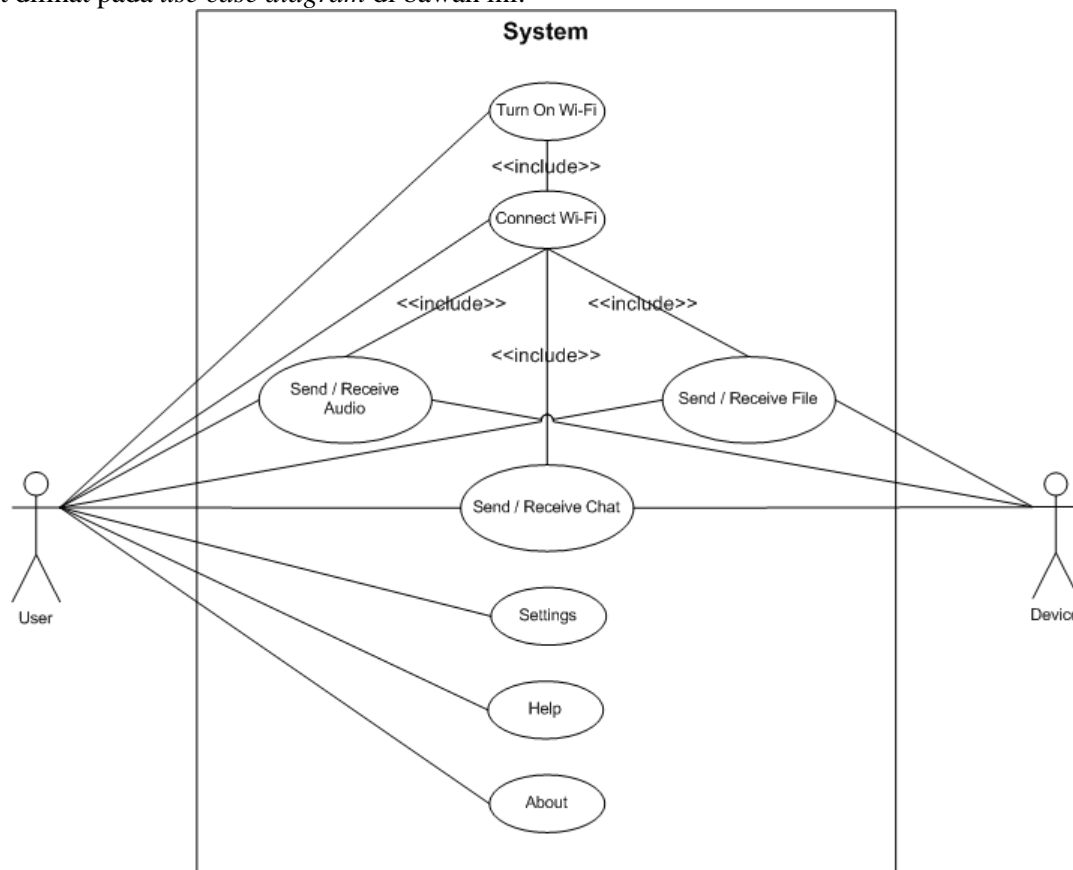 dilihat pada use case diagram di bawah ini.
System
Turn On Wi-Fi
<<include>>
Connect Wi-Fi
<<include>>
<<include>>
<<include>>
Send / Receive
Audio
Send / Receive File
Send / Receive Chat
User
Device
Settings
Help
About